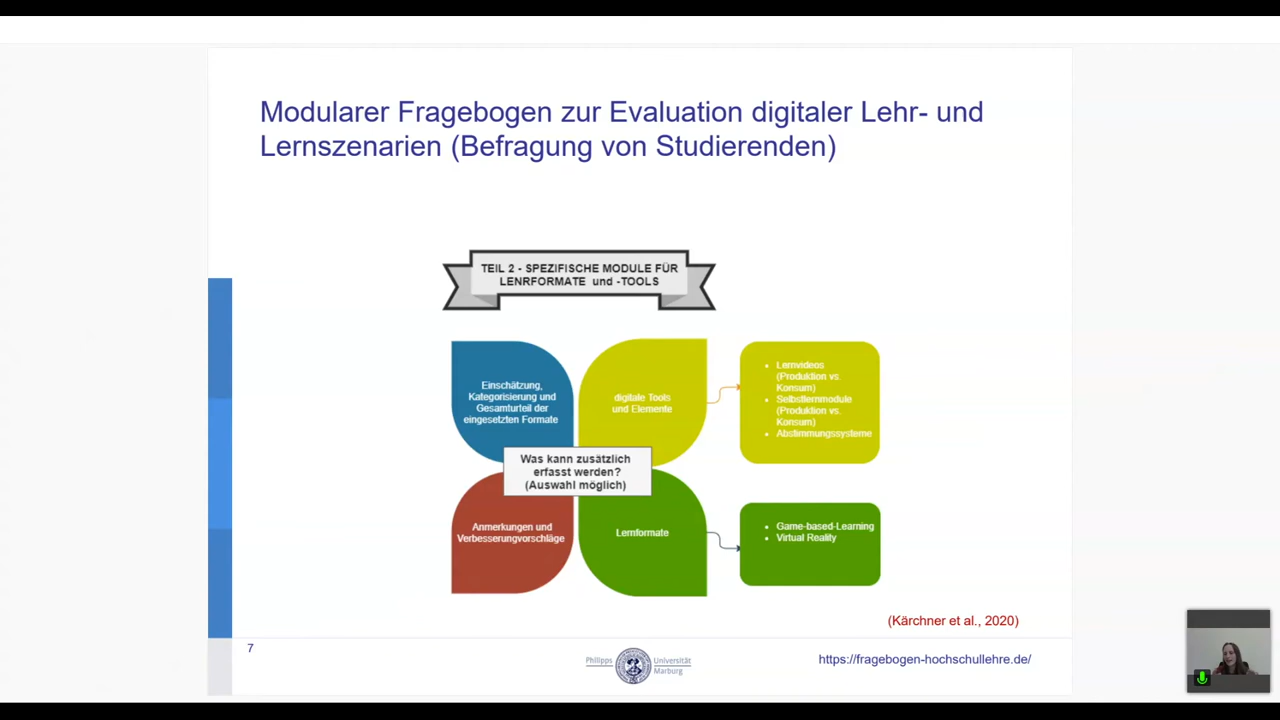 Modularer Fragebogen zur Evaluation digitaler Lehr- und
Lernszenarien (Befragung von Studierenden)
TEIL 2 - SPEZIFISCHE MODULE FÜR
LENRFORMATE und -TOOLS
Einschätzung,
Kategorisierung und
Gesamturteil der
eingesetzten Formate
digitale Tools
und Elemente
• Lernvideos
(Produktion vs.
Konsum)
• Selbstlernmodule
(Produktion vs.
Konsum)
• Abstimmungssysteme
Was kann zusätzlich
erfasst werden?
(Auswahl möglich)
Anmerkungen und
Verbesserungvorschläge
Lernformate
• Game-based-Learning
• Virtual Reality
(Kärchner et al., 2020)
7
Philipps Universität
Marburg
https://fragebogen-hochschullehre.de/